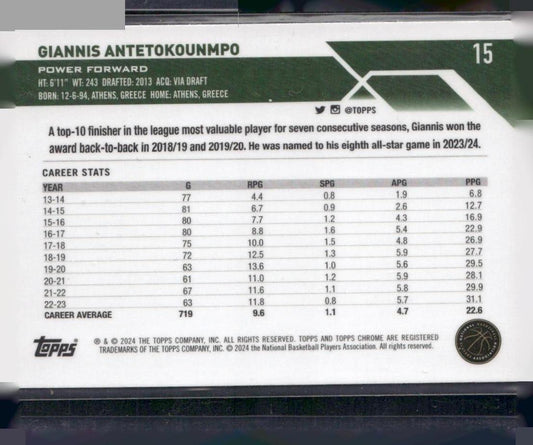 GIANNIS ANTETOKOUNMPO 15
POWER FORWARD
HT: 6'11" WT: 243 DRAFTED: 2013 ACQ: VIA DRAFT
BORN: 12-6-94, ATHENS, GREECE HOME: ATHENS, GREECE
@TOPPS
A top-10 finisher in the league most valuable player for seven consecutive seasons, Giannis won the
award back-to-back in 2018/19 and 2019/20. He was named to his eighth all-star game in 2023/24.
CAREER STATS
YEAR G RPG SPG APG PPG
13-14 77 4.4 0.8 1.9 6.8
14-15 81 6.7 0.9 2.6 12.7
15-16 80 7.7 1.2 4.3 16.9
16-17 80 8.8 1.6 5.4 22.9
17-18 75 10.0 1.5 4.8 26.9
18-19 72 12.5 1.3 5.9 27.7
19-20 63 13.6 1.0 5.6 29.5
20-21 61 11.0 1.2 5.9 28.1
21-22 67 11.6 1.1 5.8 29.9
22-23 63 11.8 0.8 5.7 31.1
CAREER AVERAGE 719 9.6 1.1 4.7 22.6
topps
® & © 2024 THE TOPPS COMPANY, INC. ALL RIGHTS RESERVED. TOPPS AND TOPPS CHROME ARE REGISTERED
TRADEMARKS OF THE TOPPS COMPANY, INC. © 2024 the National Basketball Players Association. All rights reserved.